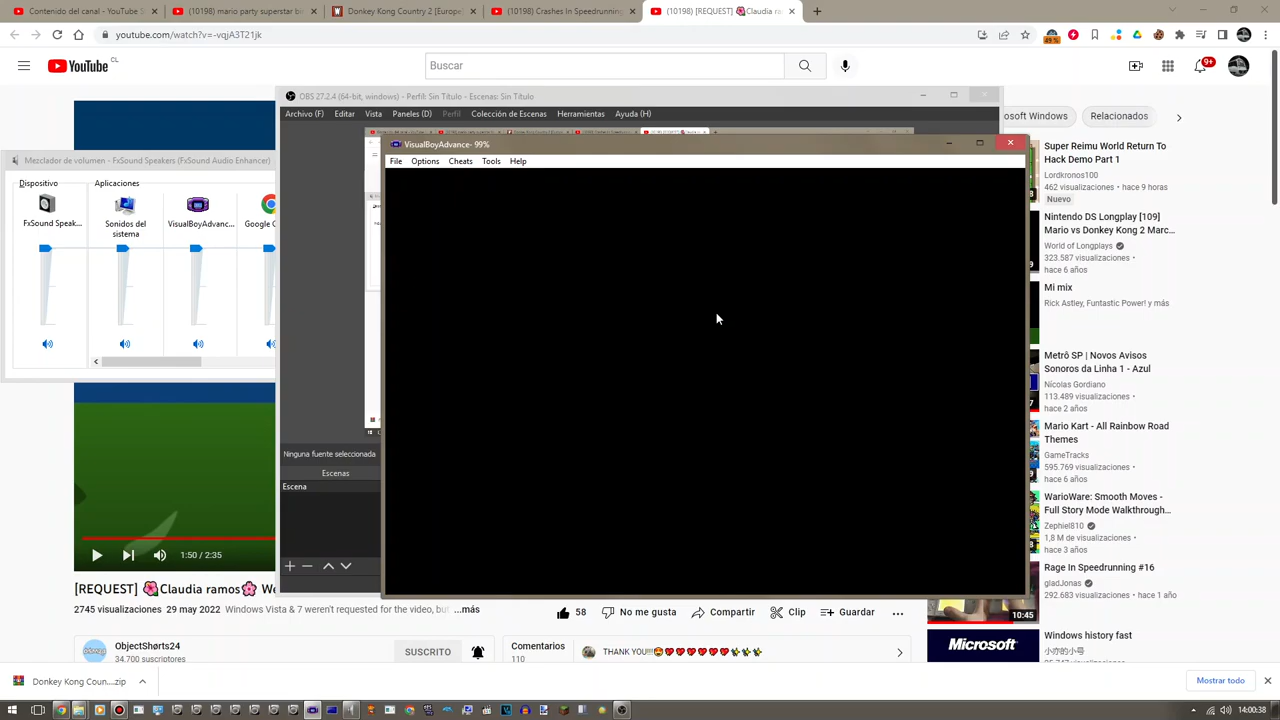 Contenido del canal - YouTube S
(10198) mario party superstar bi
Donkey Kong Country 2 [Europe]
(10198) Crashes In Speedrunning
(10198) [REQUEST] 🌺Claudia ra
youtube.com/watch?v=-vqjA3T21jk
49 %
YouTube CL
Buscar
9+
OBS 27.2.4 (64-bit, windows) - Perfil: Sin Título - Escenas: Sin Título
Archivo (F) Editar Vista Paneles (D) Perfil Colección de Escenas Herramientas Ayuda (H)
osoft Windows
Relacionados
VisualBoyAdvance- 99%
File Options Cheats Tools Help
Mezclador de volumen - FxSound Speakers (FxSound Audio Enhancer)
Dispositivo
Aplicaciones
FxSound Speak...
Sonidos del
sistema
VisualBoyAdvanc...
Google C
Ninguna fuente seleccionada
Escenas
Escena
1:50 / 2:35
[REQUEST] 🌺Claudia ramos🌺 We
2745 visualizaciones 29 may 2022 Windows Vista & 7 weren't requested for the video, but ...más
58
No me gusta
Compartir
Clip
Guardar
ObjectShørts24
34.700 suscriptores
SUSCRITO
Comentarios
110
THANK YOU!!!🥰💖💖💖💖💖💖✨✨✨
Super Reimu World Return To
Hack Demo Part 1
Lordkronos100
462 visualizaciones • hace 9 horas
Nuevo
Nintendo DS Longplay [109]
Mario vs Donkey Kong 2 Marc...
World of Longplays
323.587 visualizaciones •
hace 6 años
Mi mix
Rick Astley, Funtastic Power! y más
Metrô SP | Novos Avisos
Sonoros da Linha 1 - Azul
Nícolas Gordiano
113.489 visualizaciones •
hace 2 años
Mario Kart - All Rainbow Road
Themes
GameTracks
595.769 visualizaciones •
hace 6 años
WarioWare: Smooth Moves -
Full Story Mode Walkthrough...
Zephiel810
1,8 M de visualizaciones •
hace 3 años
Rage In Speedrunning #16
gladJonas
292.683 visualizaciones • hace 1 año
10:45
Microsoft
Windows history fast
小亦的小号
Donkey Kong Coun....zip
Mostrar todo
14:00:38